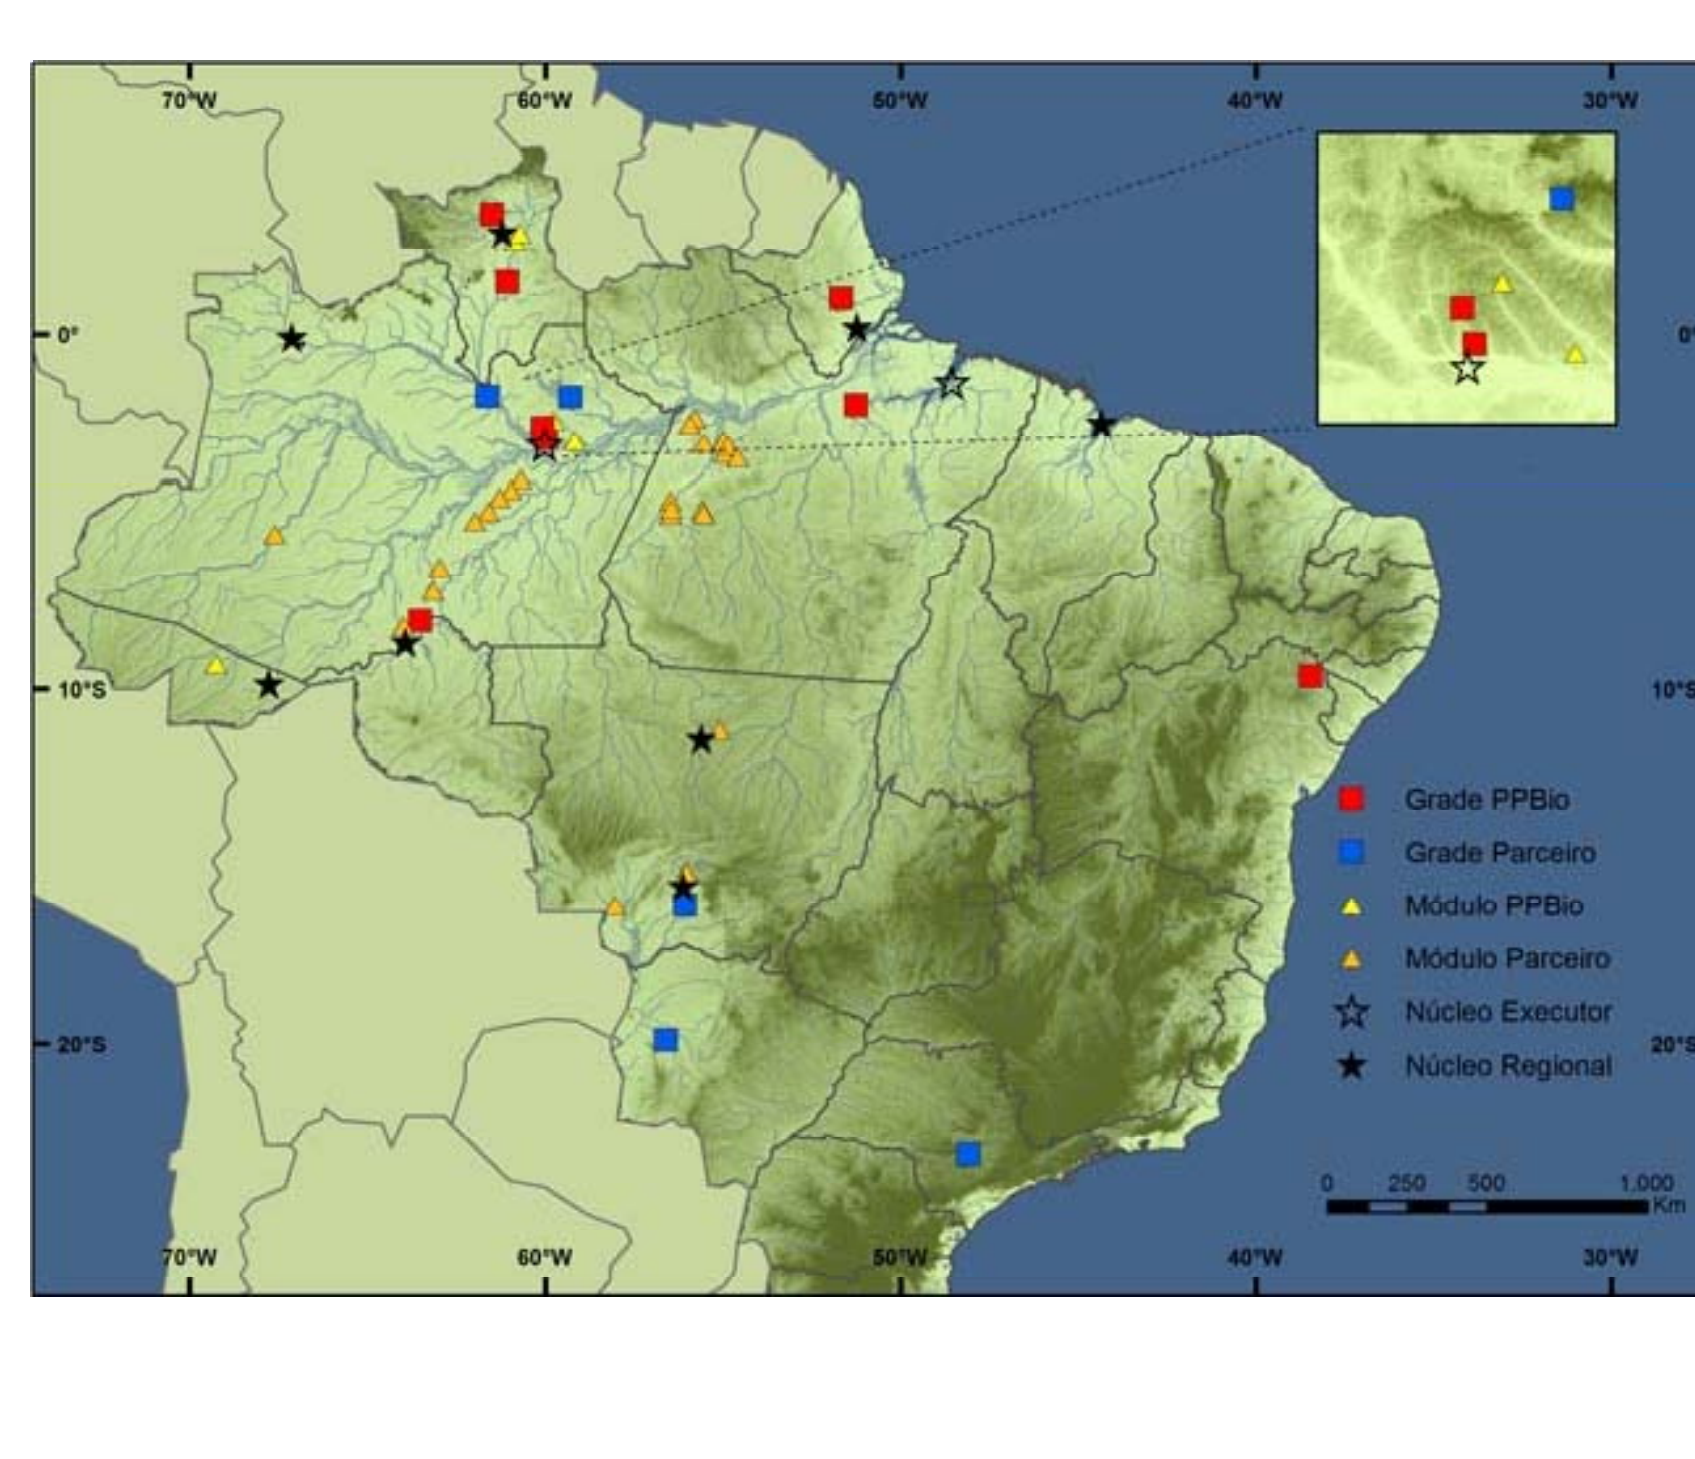 70°W 60°W 50°W 40°W 30°W
0° 0°
10°S 10°S
Grade PPBio
Grade Parceiro
Módulo PPBio
Módulo Parceiro
Núcleo Executor
20°S 20°S
Núcleo Regional
0 250 500 1.000
Km
70°W 60°W 50°W 40°W 30°W